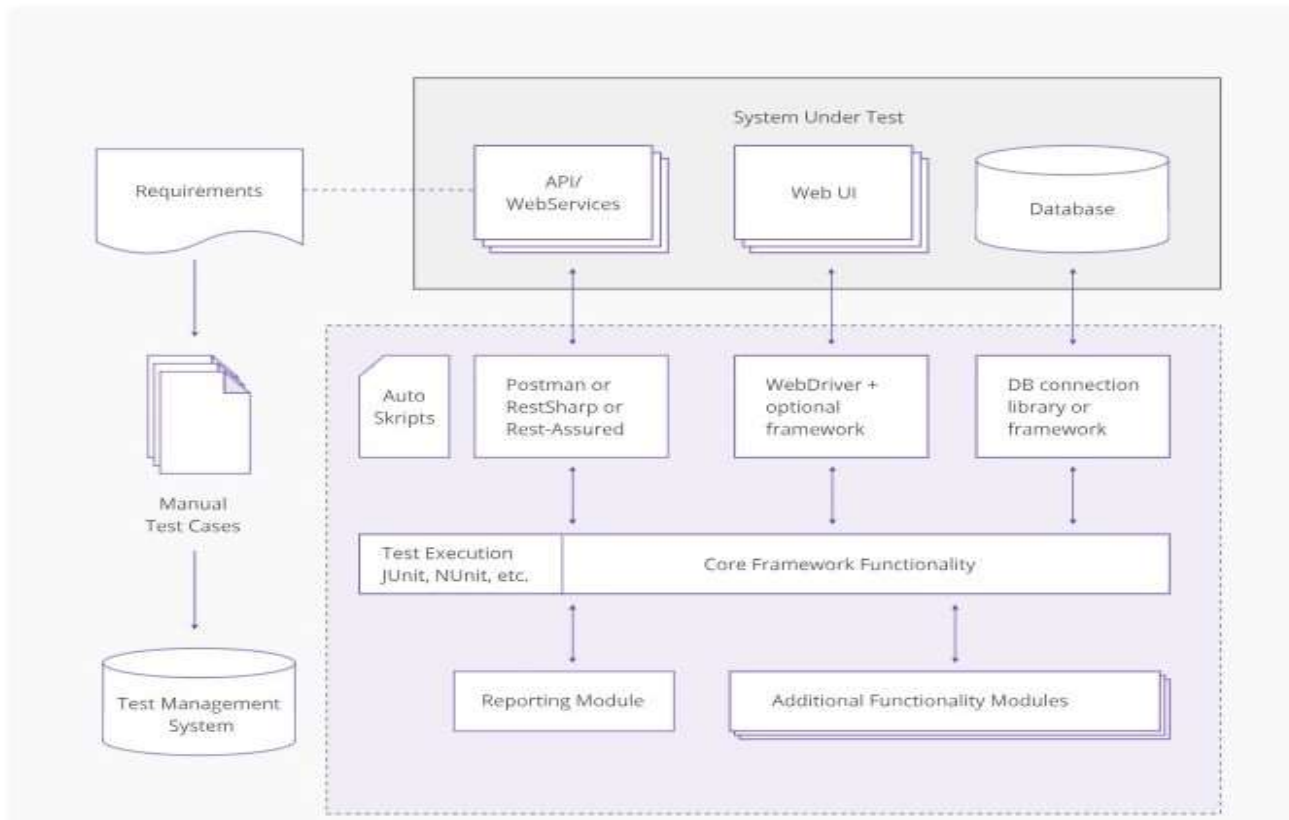 System Under Test
Requirements
API/
WebServices
Web UI
Database
Auto
Skripts
Postman or
RestSharp or
Rest-Assured
WebDriver +
optional
framework
DB connection
library or
framework
Manual
Test Cases
Test Execution
JUnit, NUnit, etc.
Core Framework Functionality
Test Management
System
Reporting Module
Additional Functionality Modules